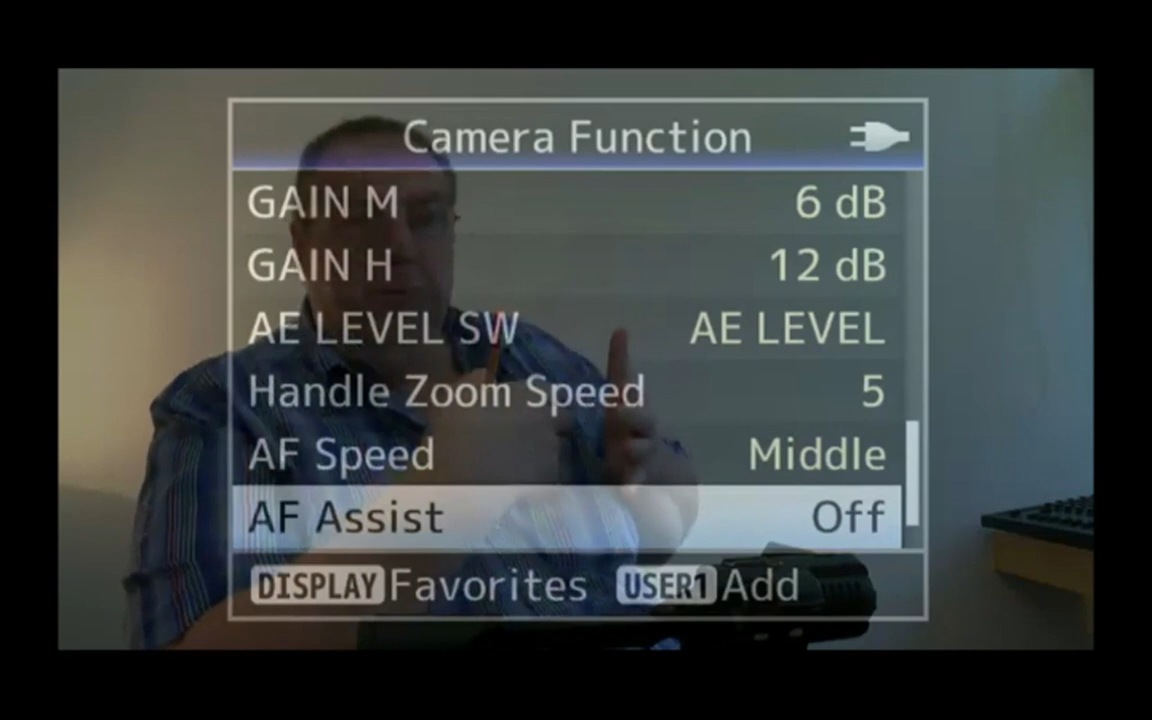 Camera Function
GAIN M 6 dB
GAIN H 12 dB
AE LEVEL SW AE LEVEL
Handle Zoom Speed 5
AF Speed Middle
AF Assist Off
DISPLAY Favorites USER1 Add